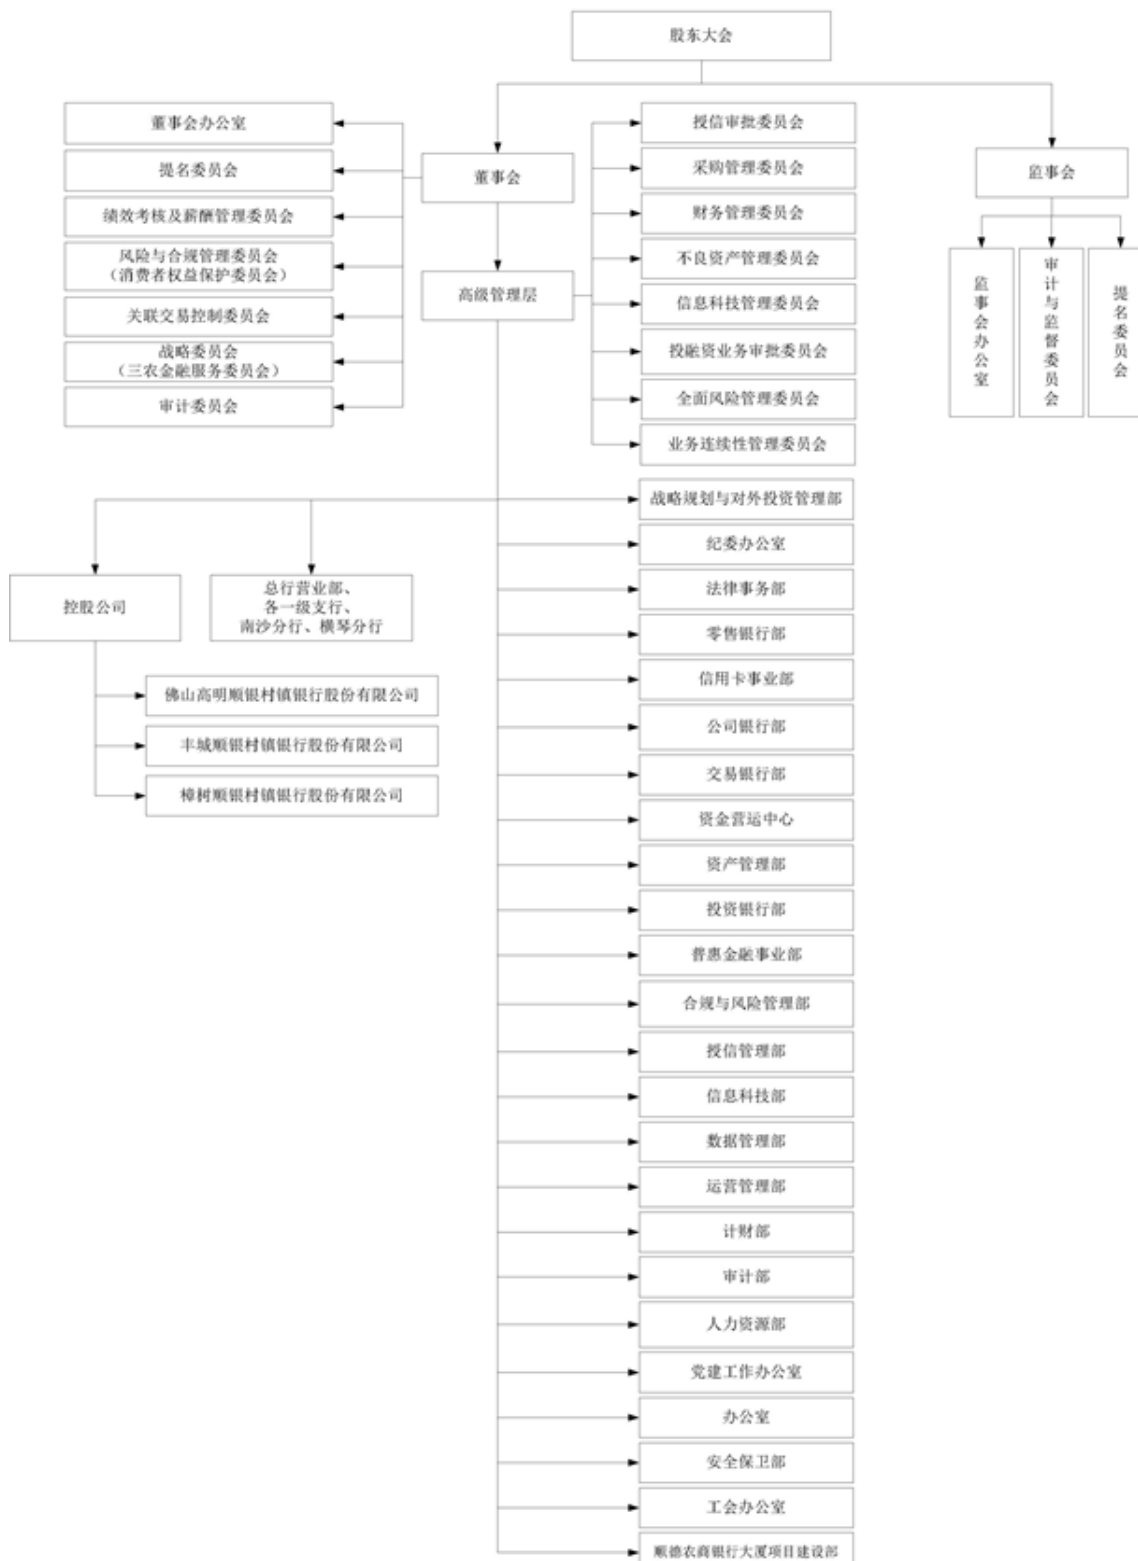 股东大会
董事会办公室
提名委员会
绩效考核及薪酬管理委员会
风险与合规管理委员会
（消费者权益保护委员会）
关联交易控制委员会
战略委员会
（三农金融服务委员会）
审计委员会
董事会
高级管理层
授信审批委员会
采购管理委员会
财务管理委员会
不良资产管理委员会
信息科技管理委员会
投融资业务审批委员会
全面风险管理委员会
业务连续性管理委员会
监事会
监事会办公室
审计与监督委员会
提名委员会
控股公司
总行营业部、
各一级支行、
南沙分行、横琴分行
佛山高明顺银村镇银行股份有限公司
丰城顺银村镇银行股份有限公司
樟树顺银村镇银行股份有限公司
战略规划与对外投资管理部
纪委办公室
法律事务部
零售银行部
信用卡事业部
公司银行部
交易银行部
资金营运中心
资产管理部
投资银行部
普惠金融事业部
合规与风险管理部
授信管理部
信息科技部
数据管理部
运营管理部
计财部
审计部
人力资源部
党建工作办公室
办公室
安全保卫部
工会办公室
顺德农商银行大厦项目建设部